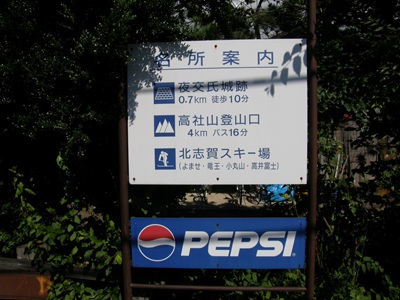 名所案内
夜交氏城跡
0.7km 徒歩10分
高社山登山口
4km バス16分
北志賀スキー場
(よませ・竜王・小丸山・高井富士)
PEPSI